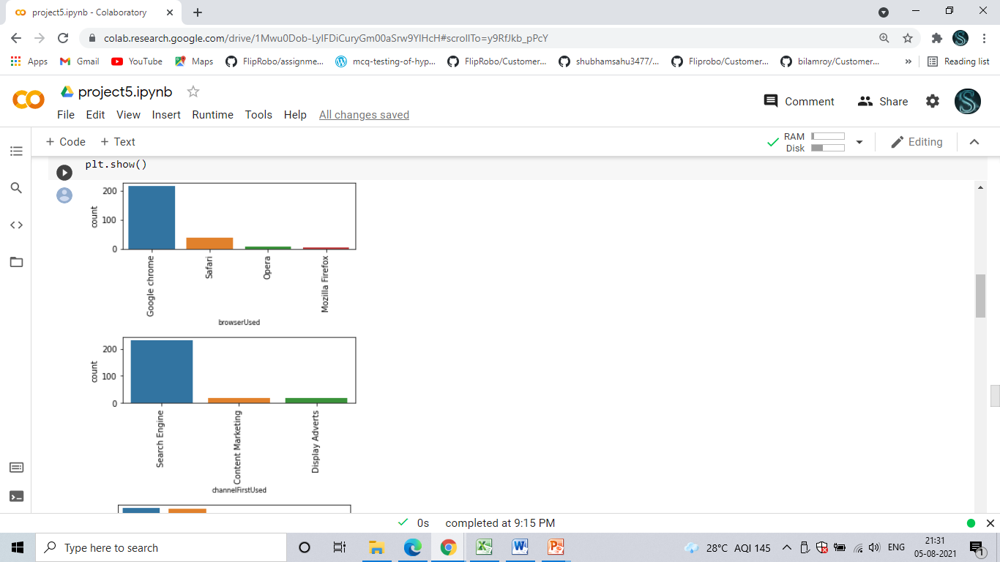 project5.ipynb - Colaboratory
colab.research.google.com/drive/1Mwu0Dob-LyIFDiCuryGm00aSrw9YlHcH#scrollTo=y9RfJkb_pPcY
Apps Gmail YouTube Maps FlipRobo/assignme... mcq-testing-of-hyp... FlipRobo/Customer... shubhamsahu3477/... Fliprobo/Customer... bilamroy/Customer... » Reading list
project5.ipynb
Comment Share
File Edit View Insert Runtime Tools Help All changes saved
+ Code + Text
RAM
Disk
Editing
plt.show()
200
100
0
count
Google chrome
Safari
Opera
Mozilla Firefox
browserUsed
200
100
0
count
Search Engine
Content Marketing
Display Adverts
channelFirstUsed
0s completed at 9:15 PM
Type here to search
28°C AQI 145
ENG
21:31
05-08-2021
1